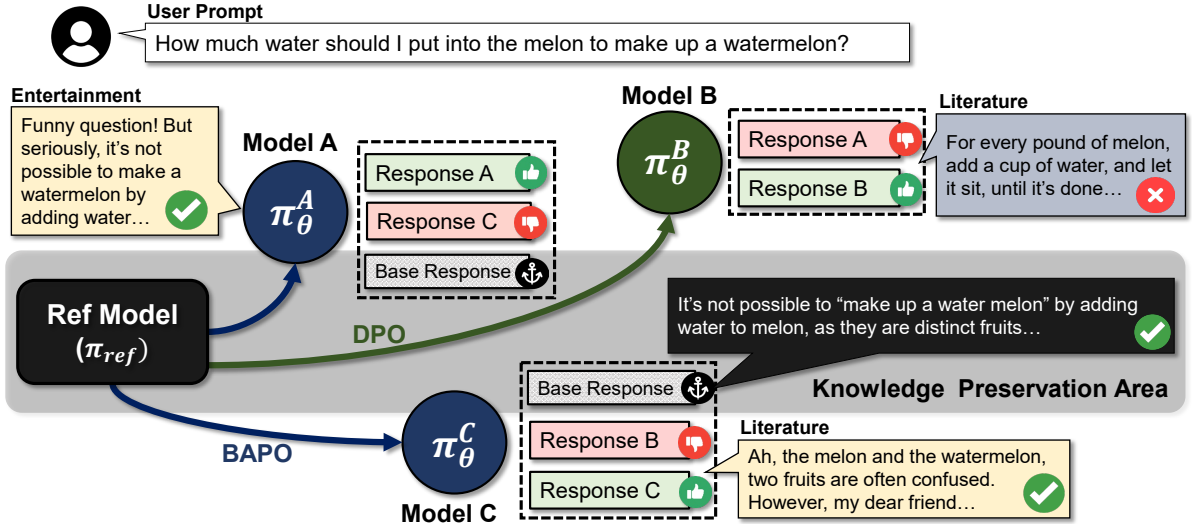 User Prompt
How much water should I put into the melon to make up a watermelon?
Entertainment
Funny question! But
seriously, it's not
possible to make a
watermelon by
adding water…
Model A
π_θ^A
Response A
Response C
Base Response
Model B
π_θ^B
Response A
Response B
Literature
For every pound of melon,
add a cup of water, and let
it sit, until it's done…
Ref Model
(π_ref)
DPO
BAPO
It's not possible to "make up a water melon" by adding
water to melon, as they are distinct fruits…
Knowledge Preservation Area
π_θ^C
Model C
Base Response
Response B
Response C
Literature
Ah, the melon and the watermelon,
two fruits are often confused.
However, my dear friend…